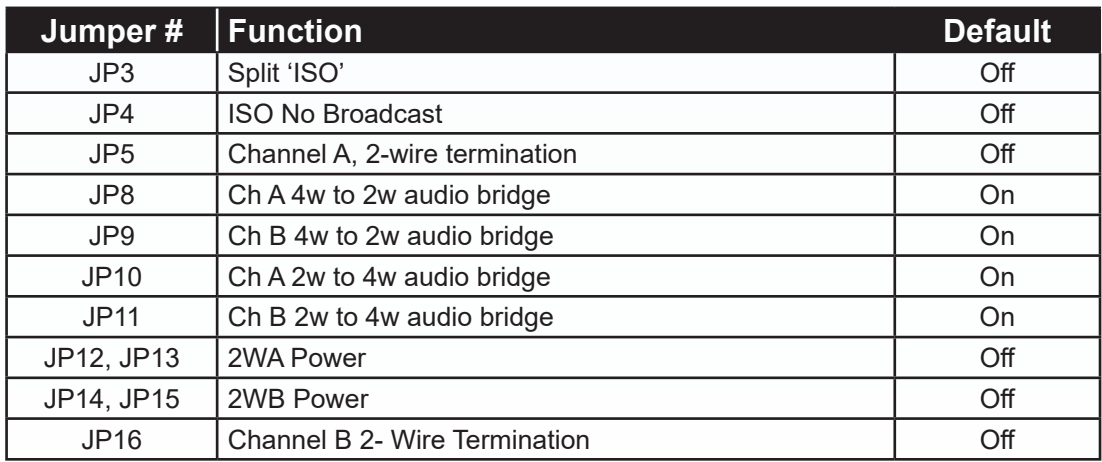 Jumper # Function Default
JP3 Split ‘ISO’ Off
JP4 ISO No Broadcast Off
JP5 Channel A, 2-wire termination Off
JP8 Ch A 4w to 2w audio bridge On
JP9 Ch B 4w to 2w audio bridge On
JP10 Ch A 2w to 4w audio bridge On
JP11 Ch B 2w to 4w audio bridge On
JP12, JP13 2WA Power Off
JP14, JP15 2WB Power Off
JP16 Channel B 2- Wire Termination Off